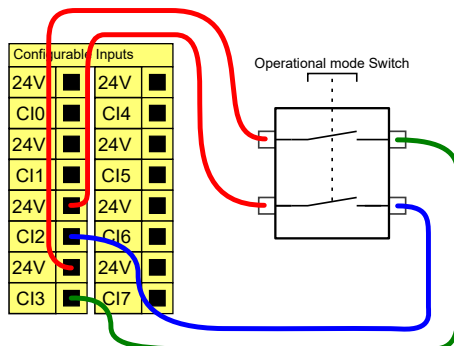 Configurable Inputs
24V 24V
CI0 CI4
24V 24V
CI1 CI5
24V 24V
CI2 CI6
24V 24V
CI3 CI7
Operational mode Switch